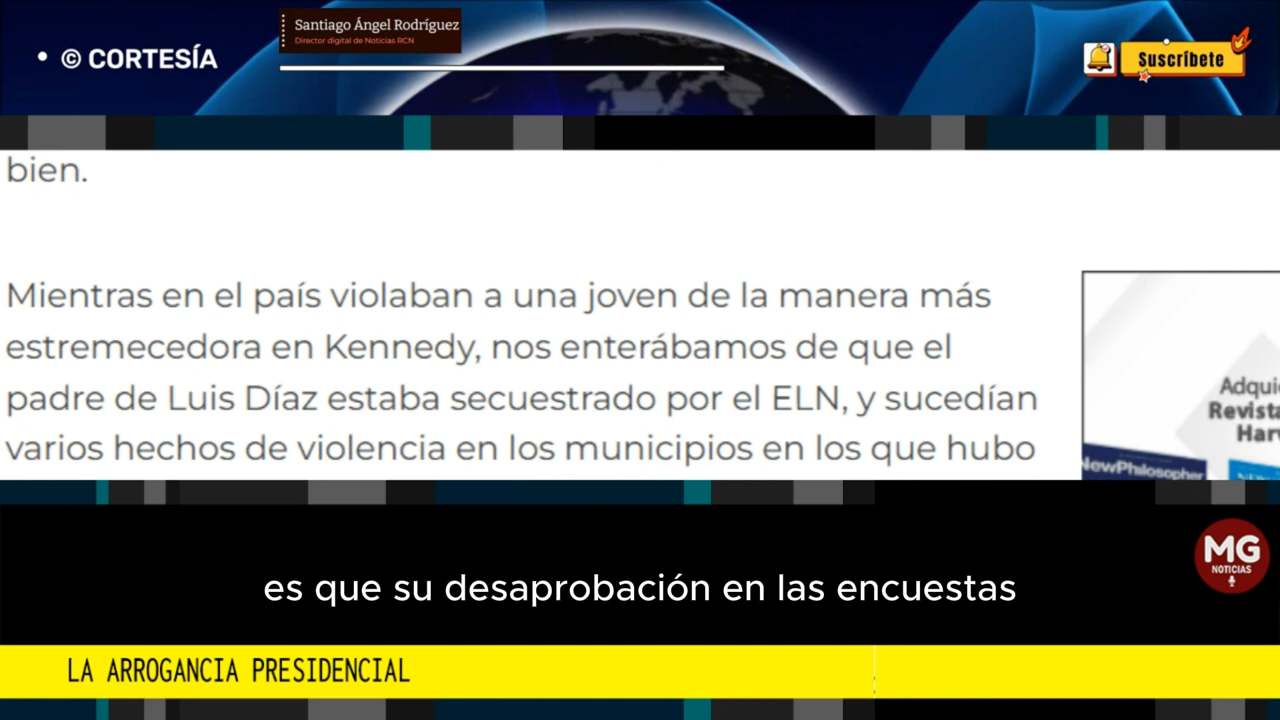 • © CORTESÍA
Santiago Ángel Rodríguez
Director digital de Noticias RCN
Suscríbete
bien.
Mientras en el país violaban a una joven de la manera más
estremecedora en Kennedy, nos enterábamos de que el
padre de Luis Díaz estaba secuestrado por el ELN, y sucedían
varios hechos de violencia en los municipios en los que hubo
Adqui
Revista
Harv
NewPhilosopher
es que su desaprobación en las encuestas
MG
NOTICIAS
LA ARROGANCIA PRESIDENCIAL